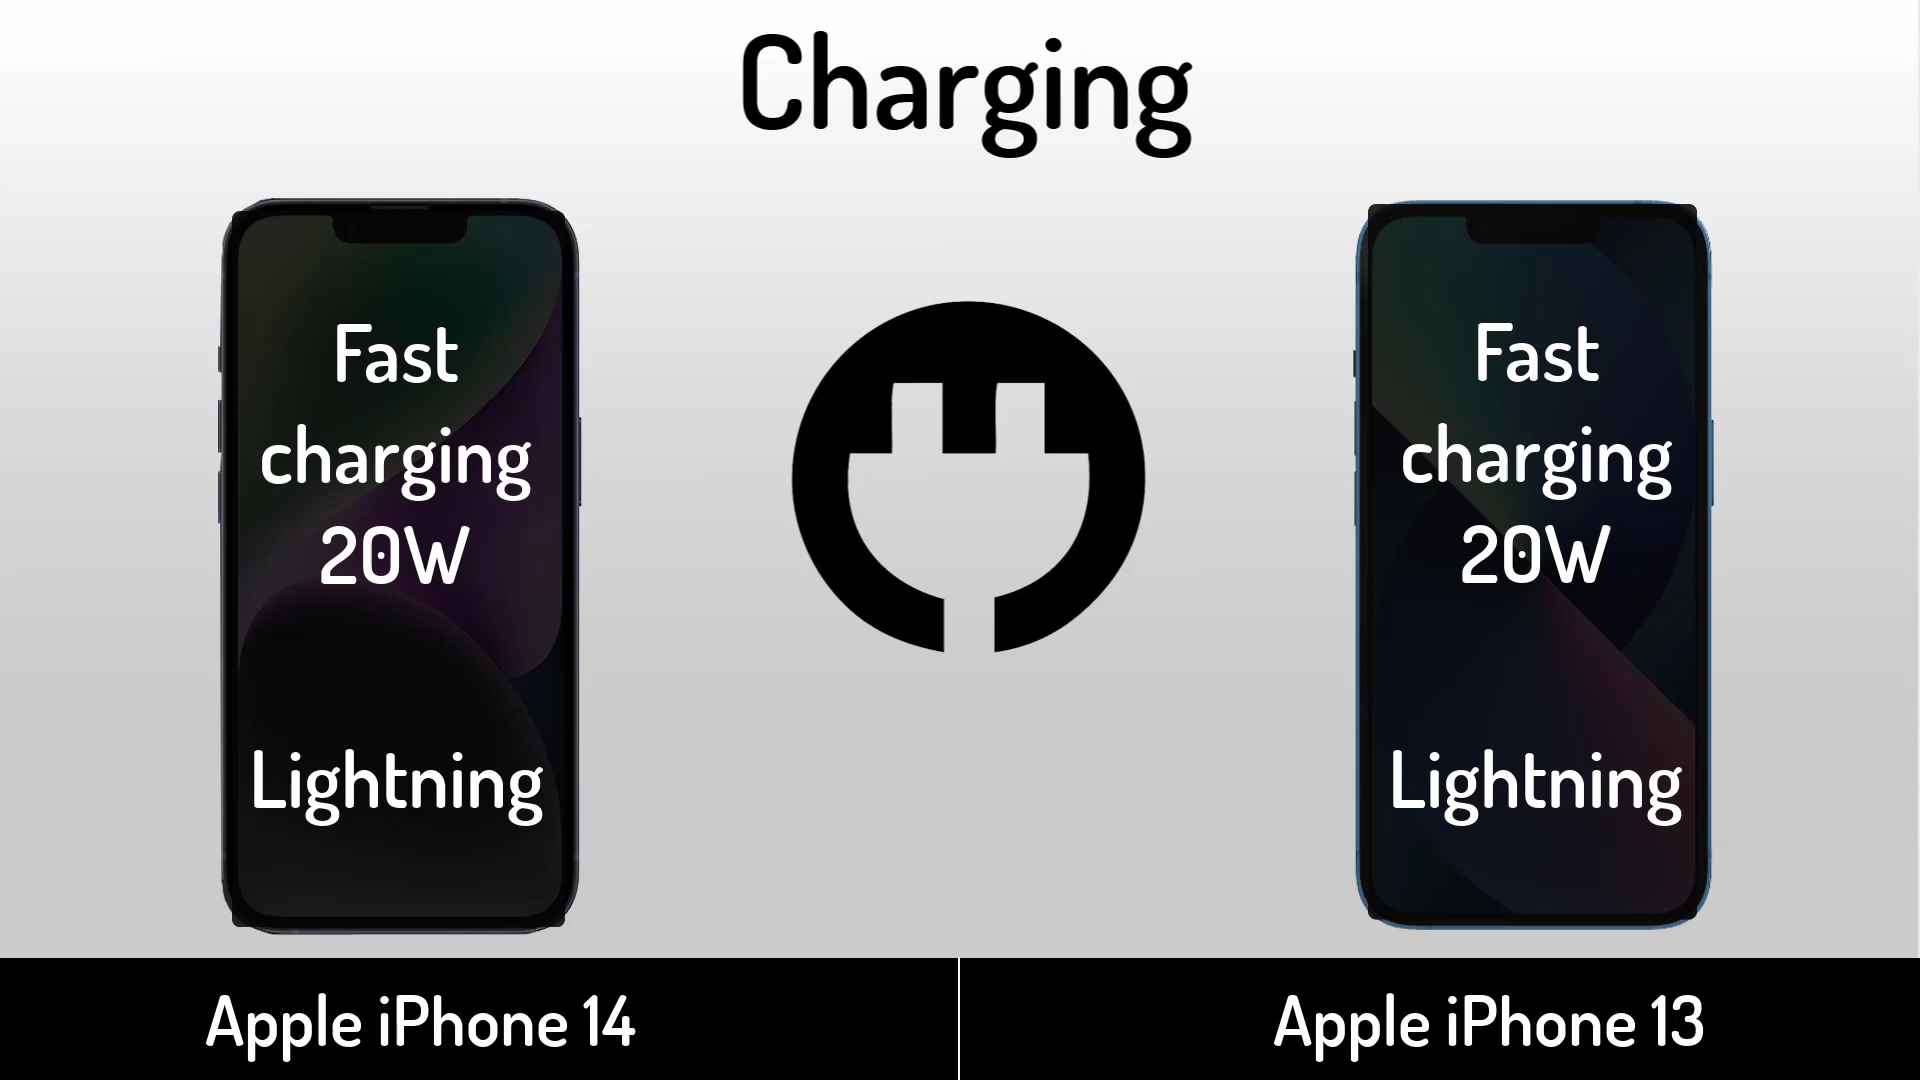 Charging
Fast
charging
20W
Lightning
Fast
charging
20W
Lightning
Apple iPhone 14
Apple iPhone 13